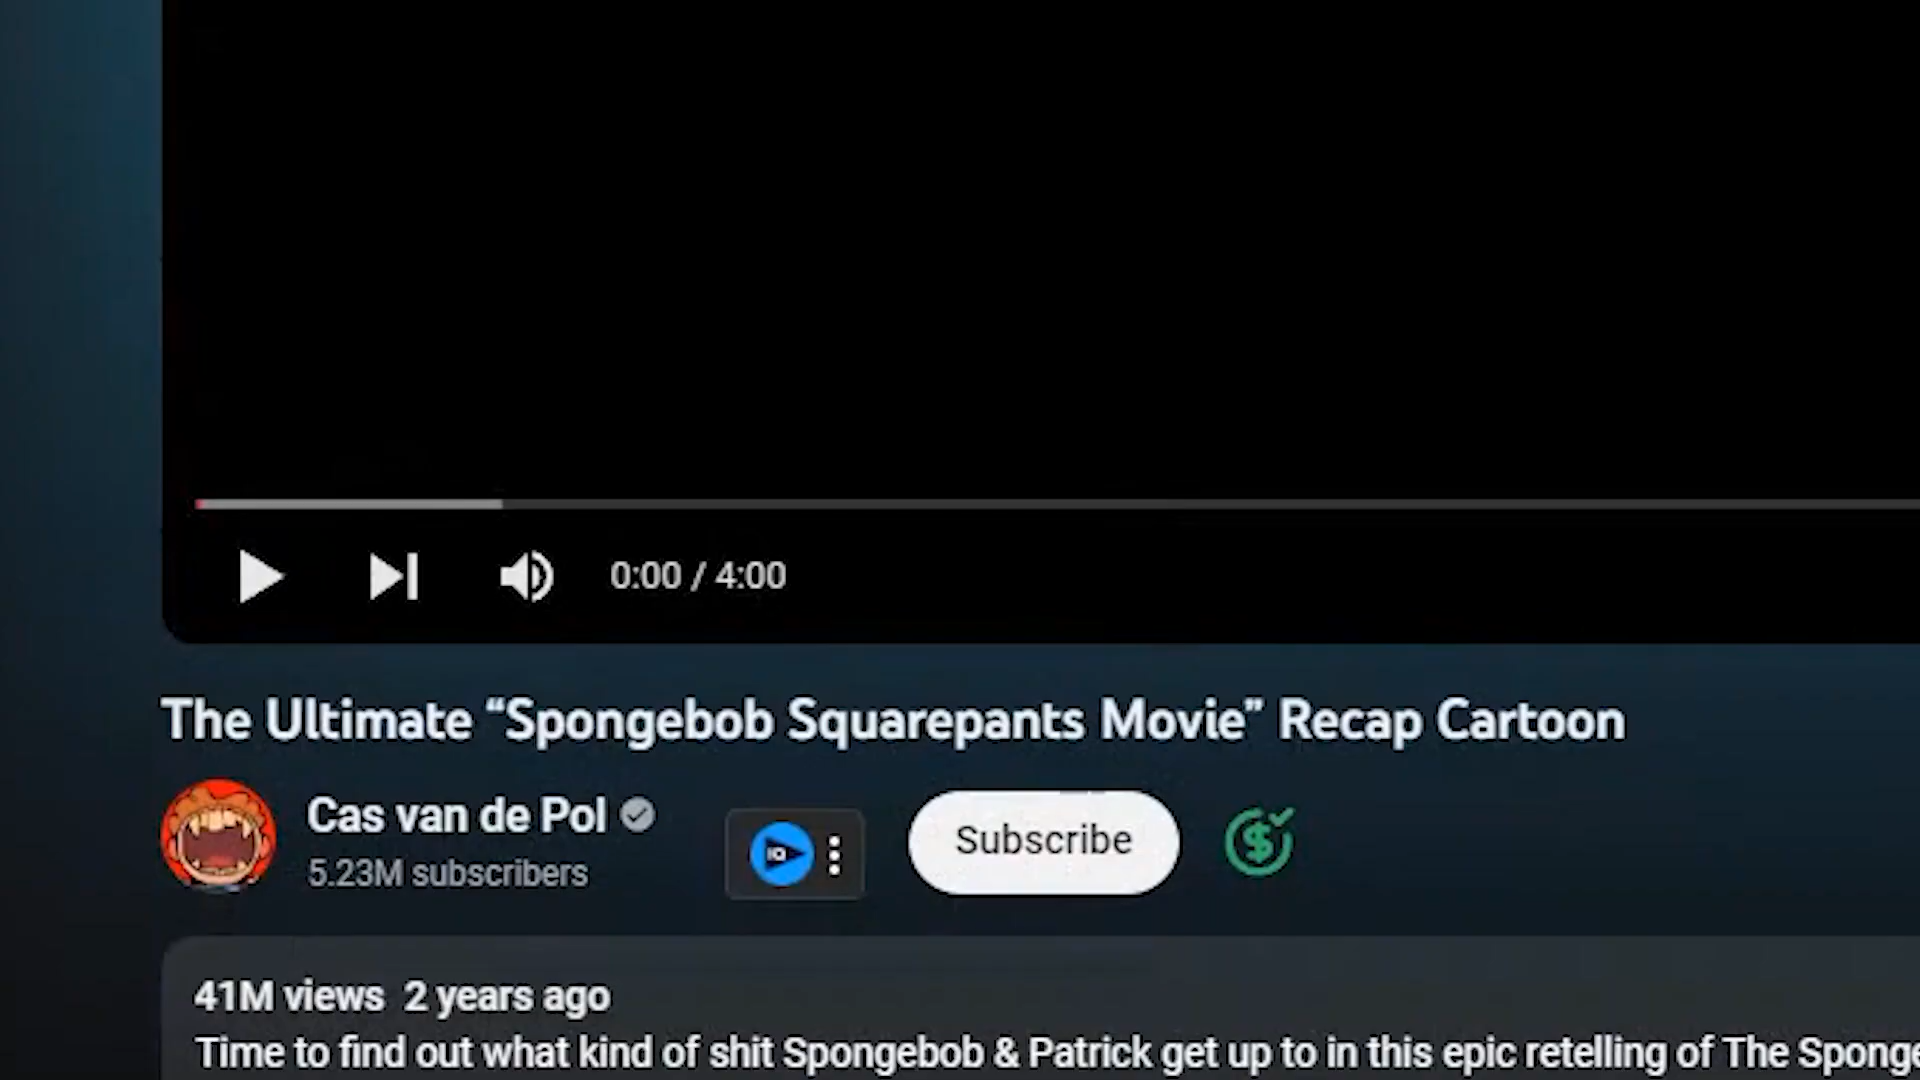 0:00 / 4:00
The Ultimate “Spongebob Squarepants Movie” Recap Cartoon
Cas van de Pol
5.23M subscribers
IQ
Subscribe
$
41M views 2 years ago
Time to find out what kind of shit Spongebob & Patrick get up to in this epic retelling of The Sponge